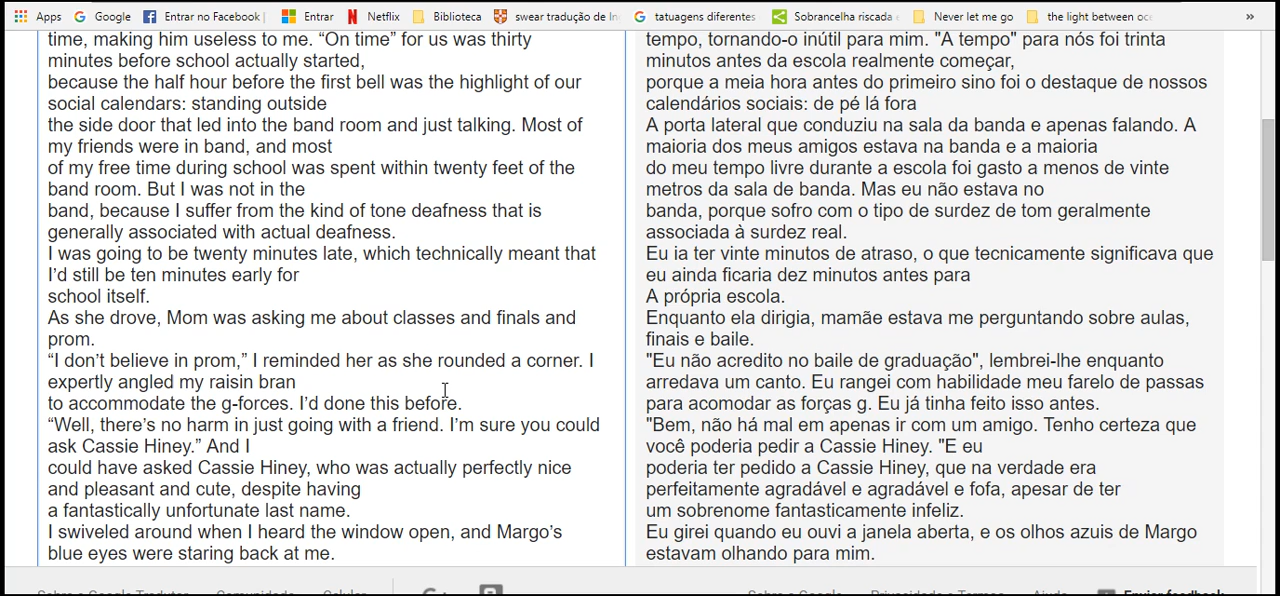 Apps Google Entrar no Facebook Entrar Netflix Biblioteca swear tradução de In tatuagens diferentes Sobrancelha riscada Never let me go the light between oce »
time, making him useless to me. “On time” for us was thirty
minutes before school actually started,
because the half hour before the first bell was the highlight of our
social calendars: standing outside
the side door that led into the band room and just talking. Most of
my friends were in band, and most
of my free time during school was spent within twenty feet of the
band room. But I was not in the
band, because I suffer from the kind of tone deafness that is
generally associated with actual deafness.
I was going to be twenty minutes late, which technically meant that
I’d still be ten minutes early for
school itself.
As she drove, Mom was asking me about classes and finals and
prom.
“I don’t believe in prom,” I reminded her as she rounded a corner. I
expertly angled my raisin bran
to accommodate the g-forces. I’d done this before.
“Well, there’s no harm in just going with a friend. I’m sure you could
ask Cassie Hiney.” And I
could have asked Cassie Hiney, who was actually perfectly nice
and pleasant and cute, despite having
a fantastically unfortunate last name.
I swiveled around when I heard the window open, and Margo’s
blue eyes were staring back at me.
tempo, tornando-o inútil para mim. "A tempo" para nós foi trinta
minutos antes da escola realmente começar,
porque a meia hora antes do primeiro sino foi o destaque de nossos
calendários sociais: de pé lá fora
A porta lateral que conduziu na sala da banda e apenas falando. A
maioria dos meus amigos estava na banda e a maioria
do meu tempo livre durante a escola foi gasto a menos de vinte
metros da sala de banda. Mas eu não estava no
banda, porque sofro com o tipo de surdez de tom geralmente
associada à surdez real.
Eu ia ter vinte minutos de atraso, o que tecnicamente significava que
eu ainda ficaria dez minutos antes para
A própria escola.
Enquanto ela dirigia, mamãe estava me perguntando sobre aulas,
finais e baile.
"Eu não acredito no baile de graduação", lembrei-lhe enquanto
arredava um canto. Eu rangei com habilidade meu farelo de passas
para acomodar as forças g. Eu já tinha feito isso antes.
"Bem, não há mal em apenas ir com um amigo. Tenho certeza que
você poderia pedir a Cassie Hiney. "E eu
poderia ter pedido a Cassie Hiney, que na verdade era
perfeitamente agradável e agradável e fofa, apesar de ter
um sobrenome fantasticamente infeliz.
Eu girei quando eu ouvi a janela aberta, e os olhos azuis de Margo
estavam olhando para mim.
Sobre o Google Tradutor Comunidade Celular Sobre o Google Privacidade e Termos Ajuda Enviar feedback